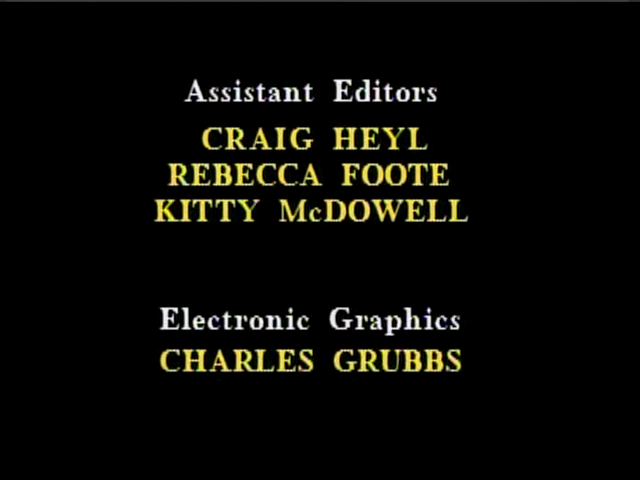 Assistant Editors
CRAIG HEYL
REBECCA FOOTE
KITTY McDOWELL
Electronic Graphics
CHARLES GRUBBS